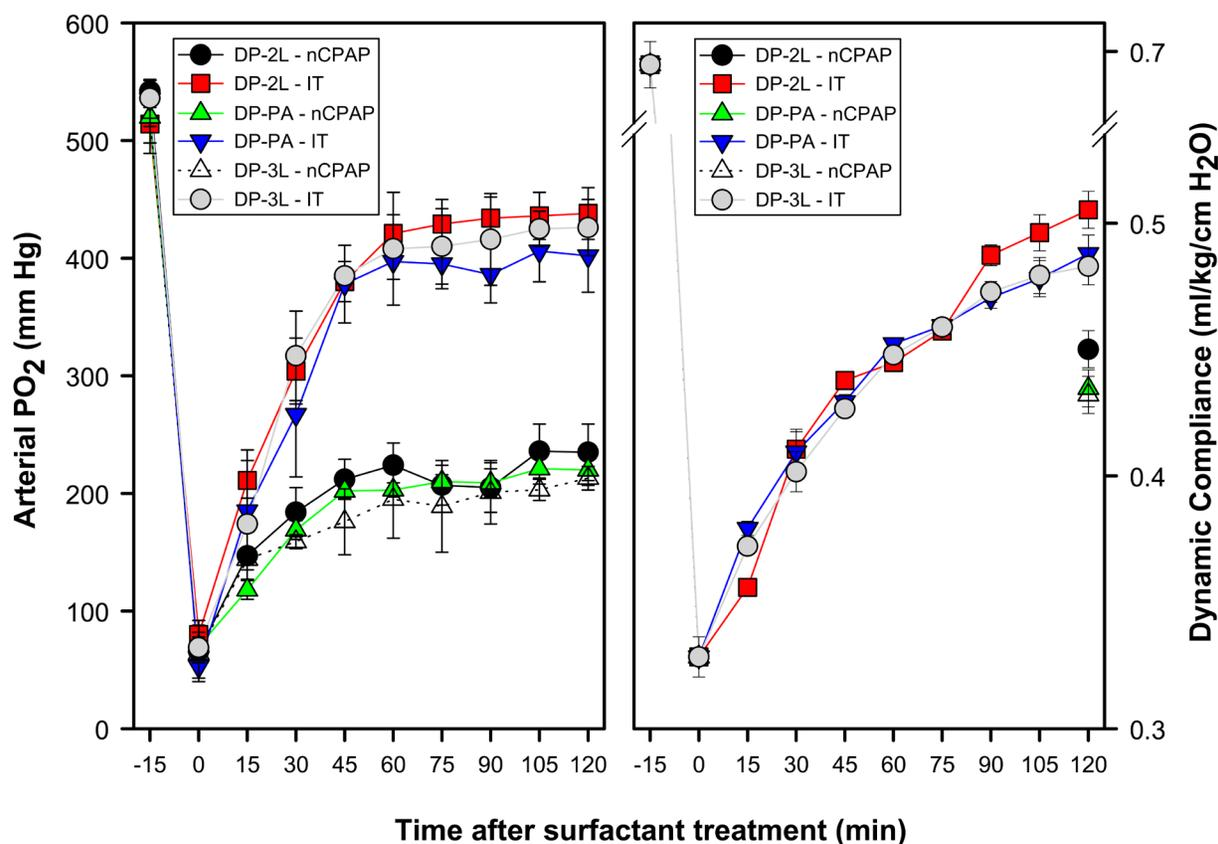 600
500
400
300
200
100
0
Arterial PO2 (mm Hg)
DP-2L - nCPAP
DP-2L - IT
DP-PA - nCPAP
DP-PA - IT
DP-3L - nCPAP
DP-3L - IT
-15 0 15 30 45 60 75 90 105 120
DP-2L - nCPAP
DP-2L - IT
DP-PA - nCPAP
DP-PA - IT
DP-3L - nCPAP
DP-3L - IT
-15 0 15 30 45 60 75 90 105 120
0.7
0.5
0.4
0.3
Dynamic Compliance (ml/kg/cm H2O)
Time after surfactant treatment (min)